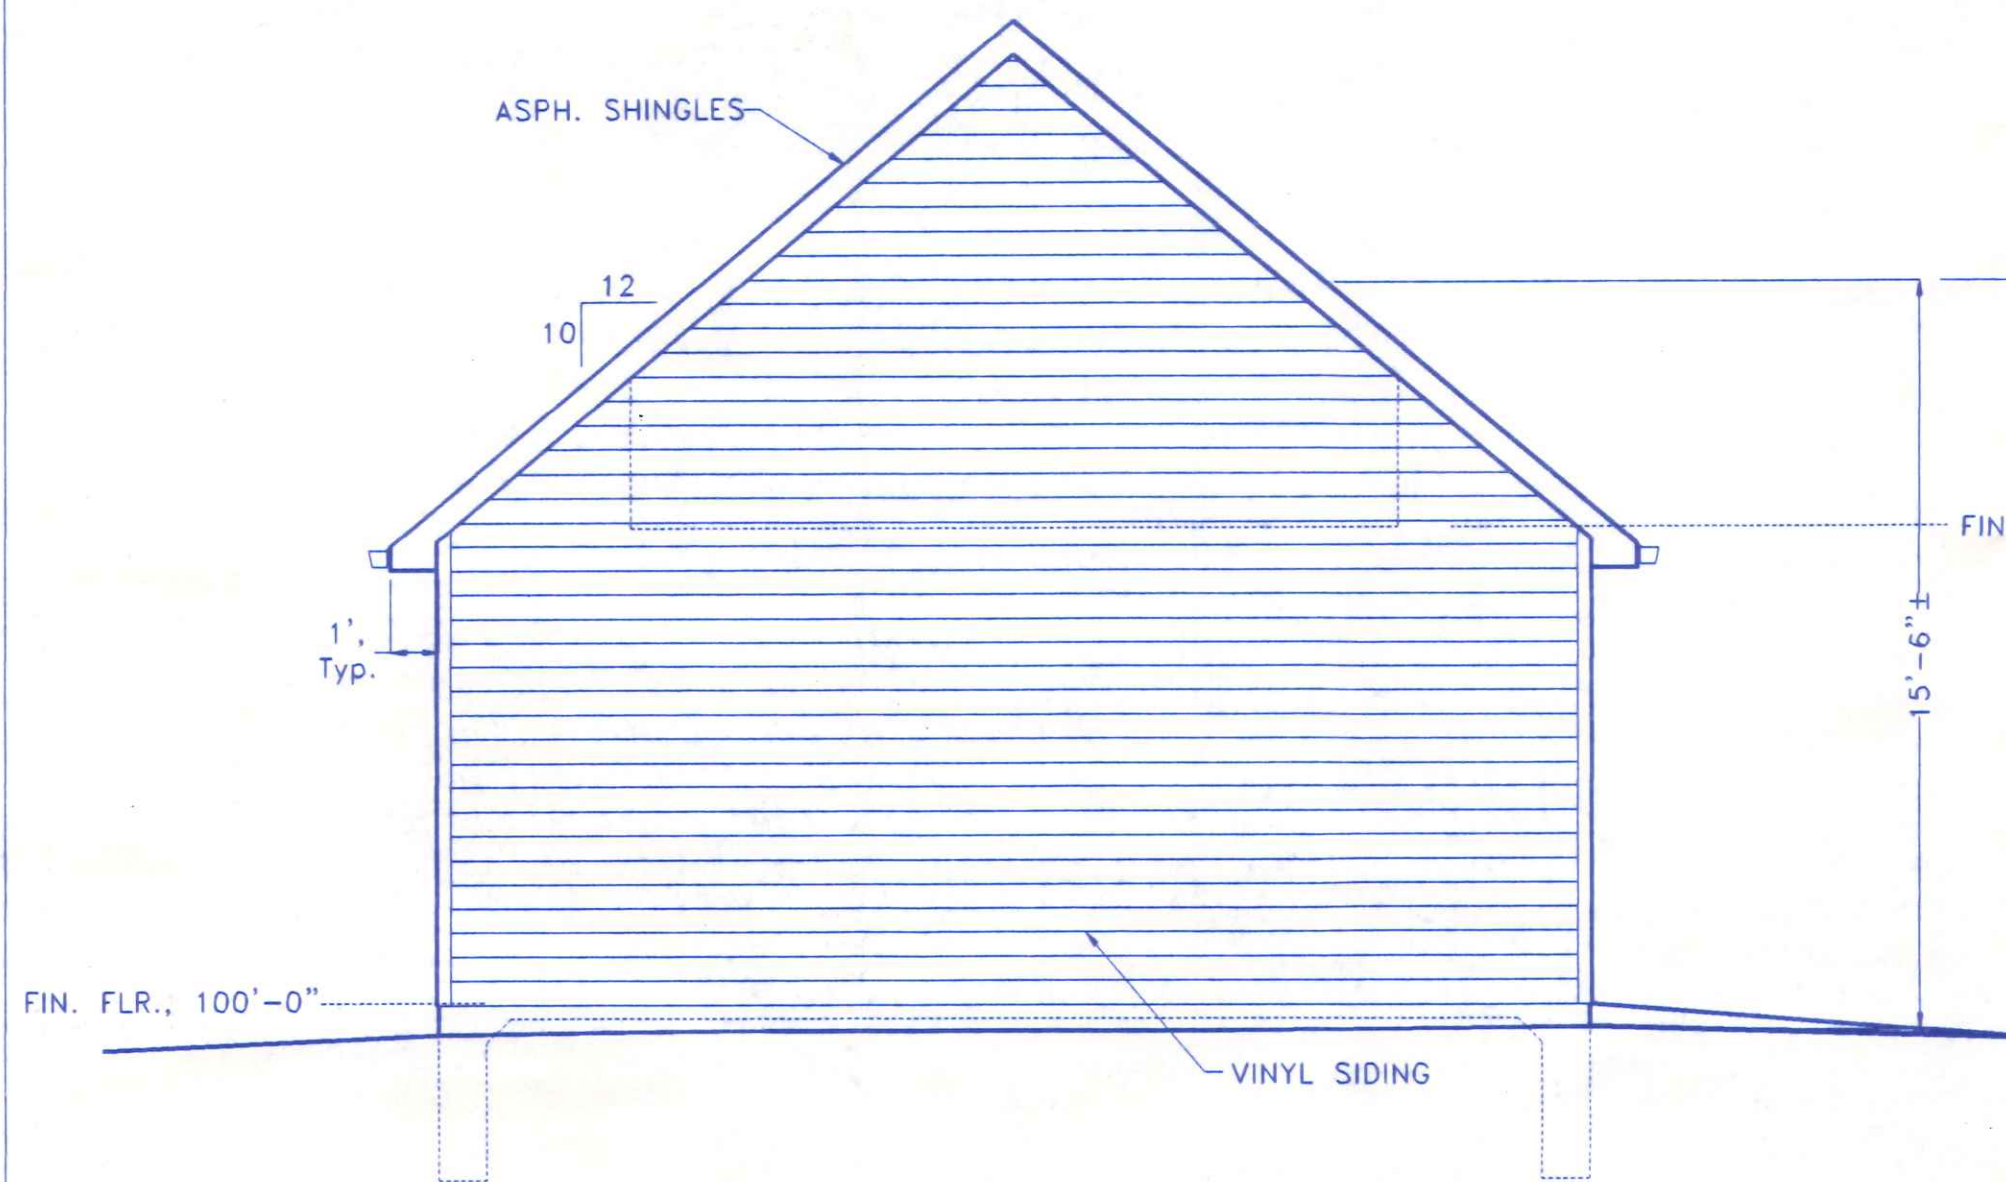 ASPH. SHINGLES
12
10
FIN
1',
Typ.
15'-6"±
FIN. FLR., 100'-0"
VINYL SIDING